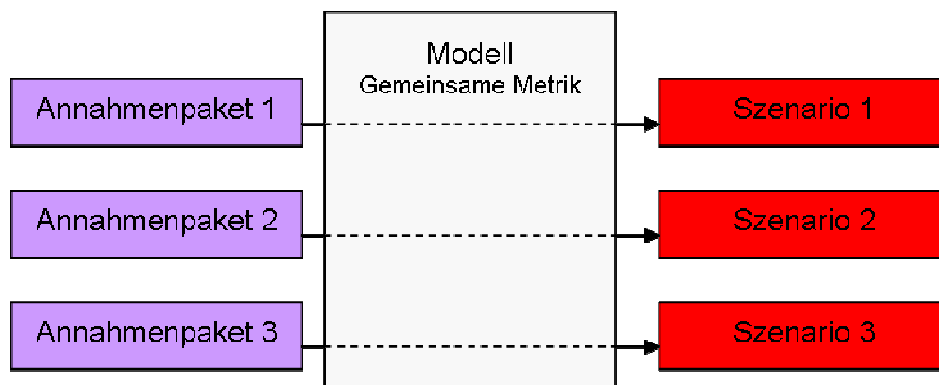 Modell
Gemeinsame Metrik
Annahmenpaket 1
Szenario 1
Annahmenpaket 2
Szenario 2
Annahmenpaket 3
Szenario 3